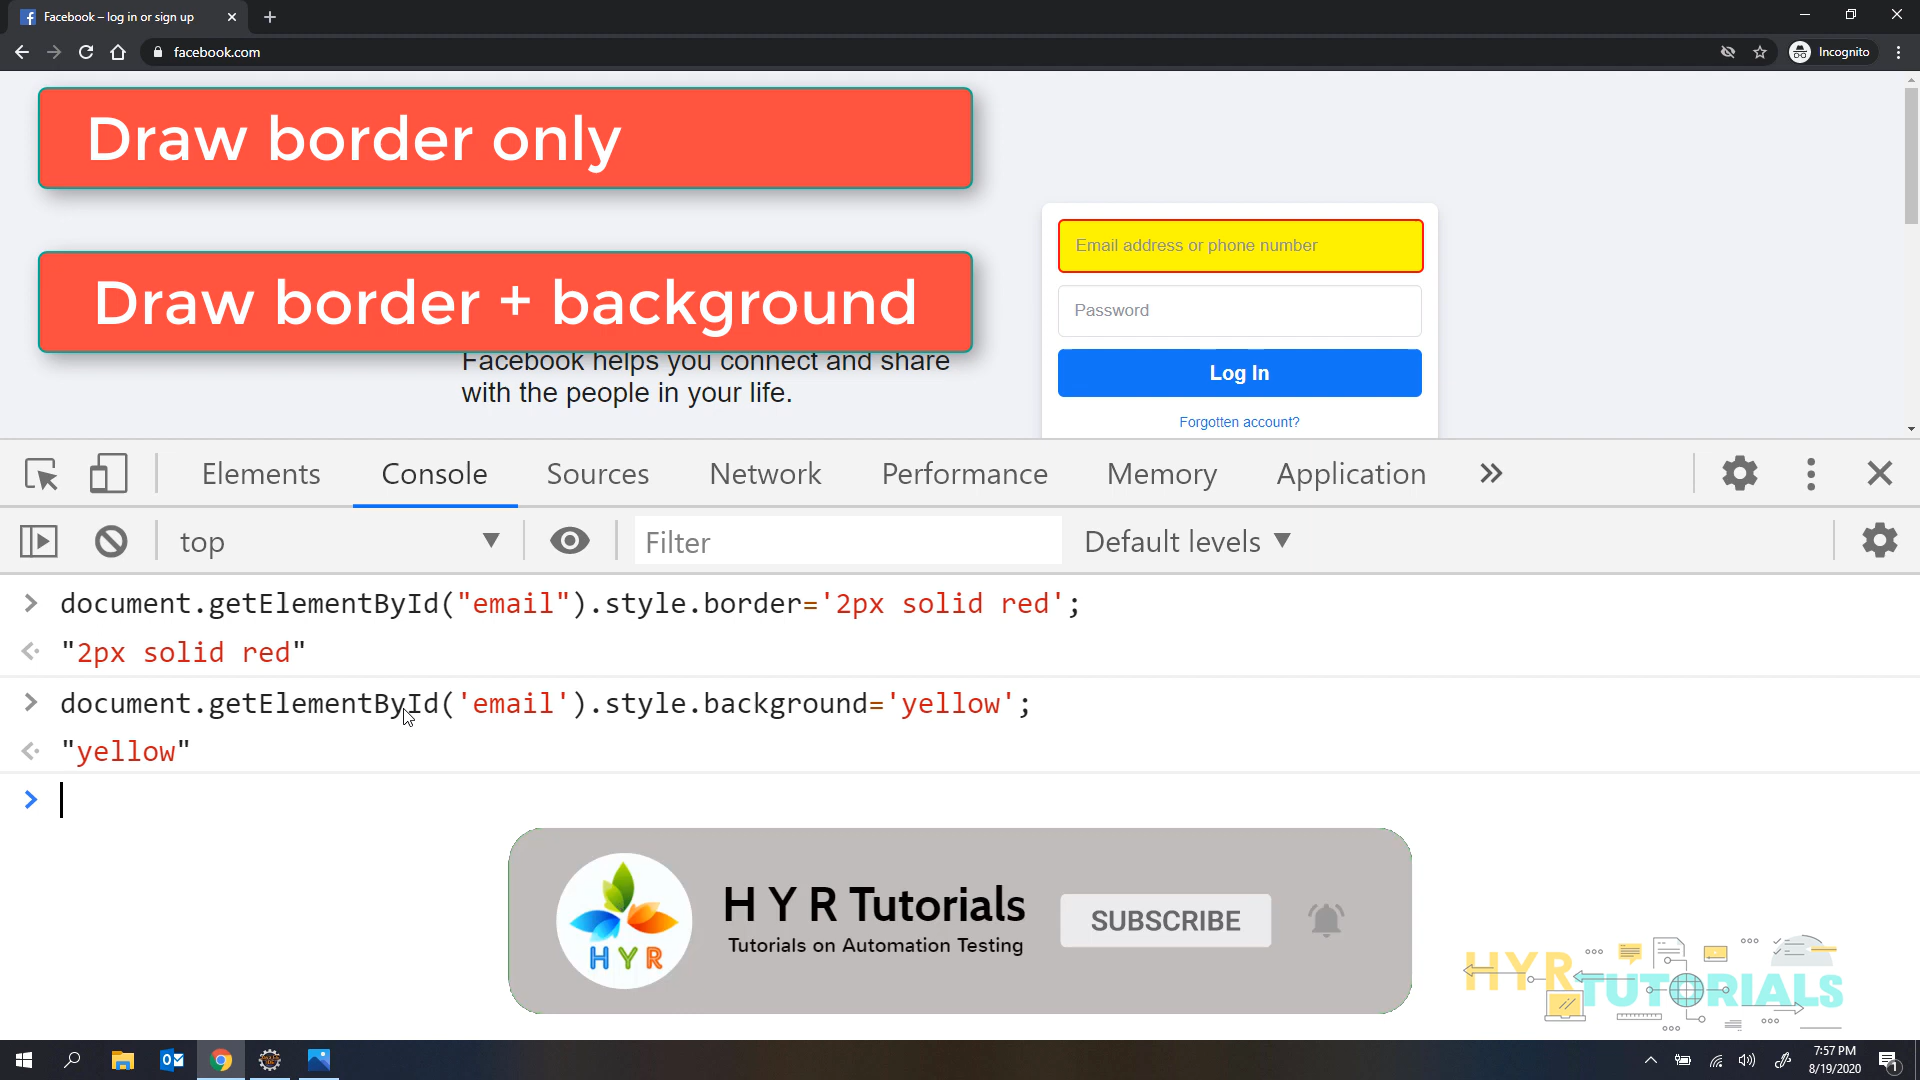 Facebook – log in or sign up
facebook.com
Incognito
Draw border only
Draw border + background
Facebook helps you connect and share
with the people in your life.
Email address or phone number
Password
Log In
Forgotten account?
Elements Console Sources Network Performance Memory Application
top Filter Default levels
document.getElementById("email").style.border='2px solid red';
"2px solid red"
document.getElementById('email').style.background='yellow';
"yellow"
HYR
H Y R Tutorials
Tutorials on Automation Testing
SUBSCRIBE
HYR
TUTORIALS
7:57 PM
8/19/2020
1